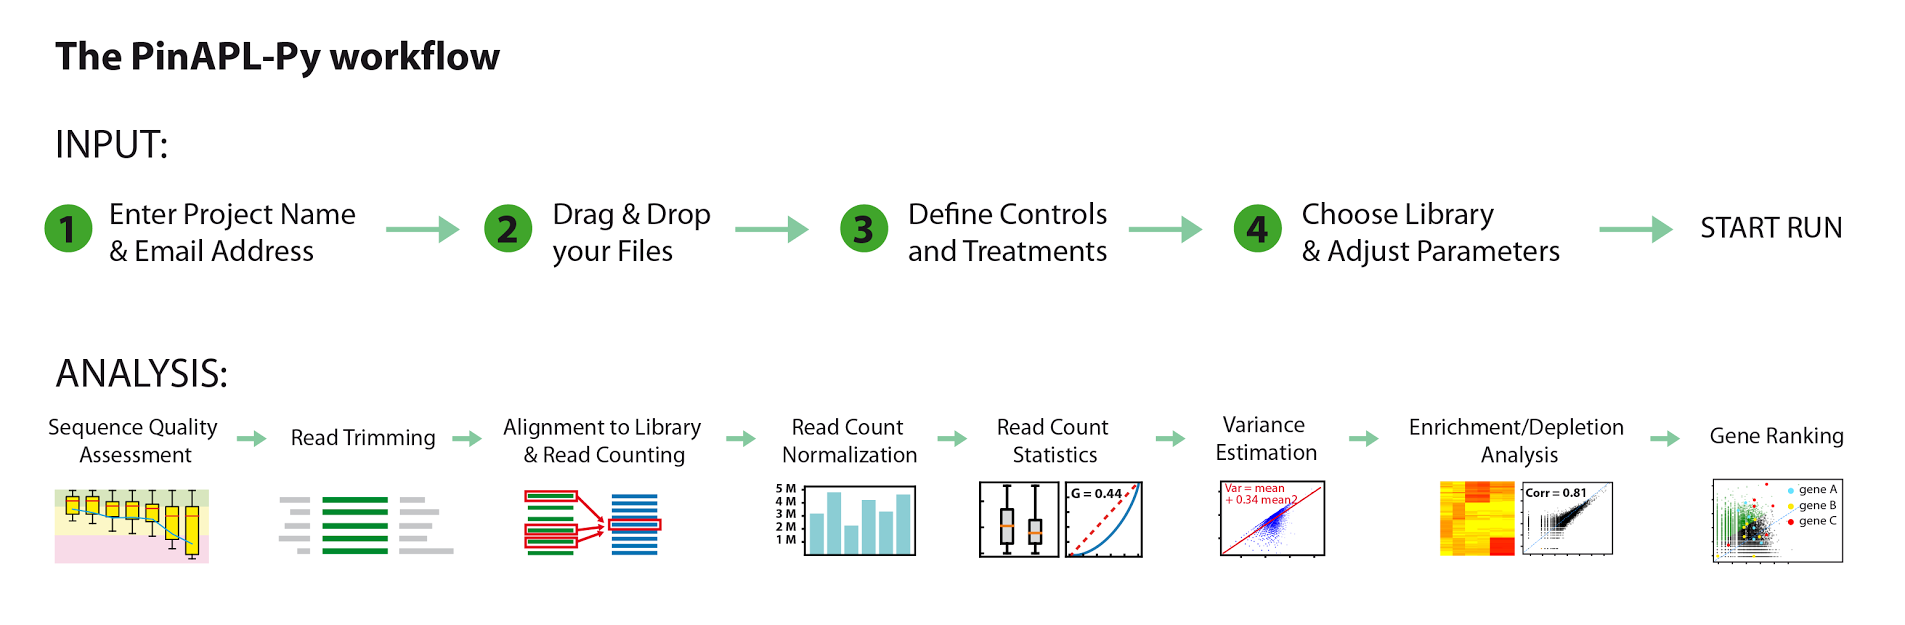 The PinAPL-Py workflow
INPUT:
1
Enter Project Name
& Email Address
2
Drag & Drop
your Files
3
Define Controls
and Treatments
4
Choose Library
& Adjust Parameters
START RUN
ANALYSIS:
Sequence Quality
Assessment
Read Trimming
Alignment to Library
& Read Counting
Read Count
Normalization
5 M
4 M
3 M
2 M
1 M
Read Count
Statistics
G = 0.44
Variance
Estimation
Var = mean
+ 0.34 mean2
Enrichment/Depletion
Analysis
Corr = 0.81
Gene Ranking
gene A
gene B
gene C